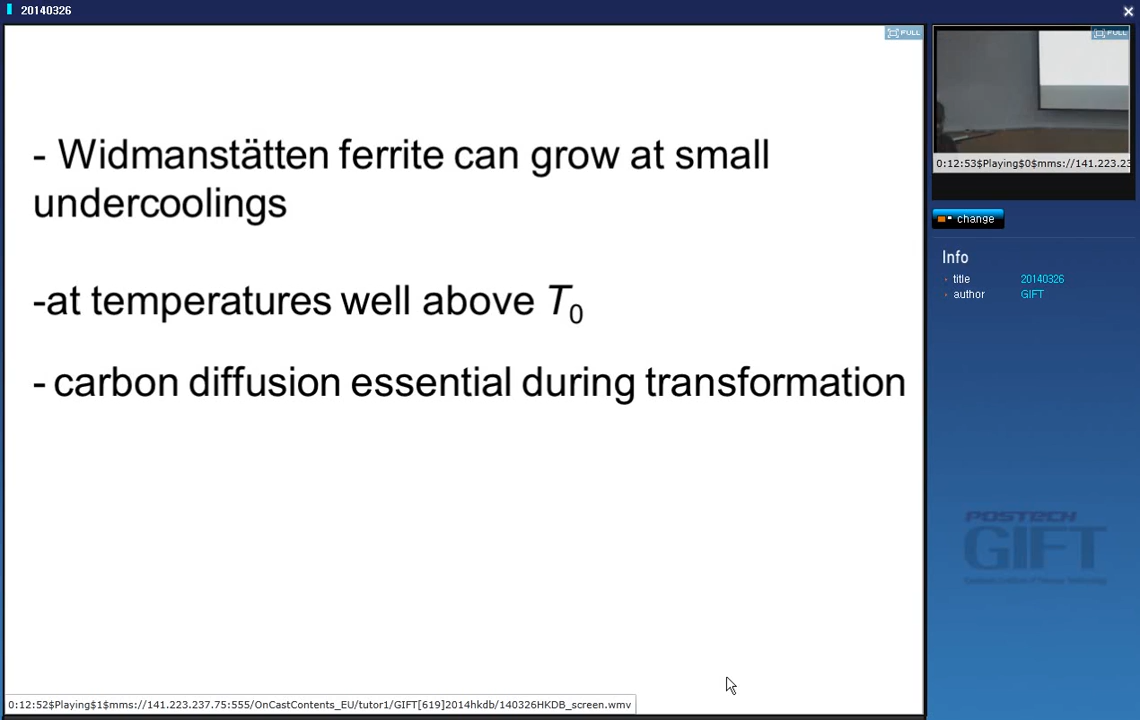 20140326
FULL
- Widmanstätten ferrite can grow at small
undercoolings
-at temperatures well above T0
- carbon diffusion essential during transformation
0:12:52$Playing$1$mms://141.223.237.75:555/OnCastContents_EU/tutor1/GIFT[619]2014hkdb/140326HKDB_screen.wmv
FULL
0:12:53$Playing$0$mms://141.223.23
change
Info
title 20140326
author GIFT
POSTECH
GIFT